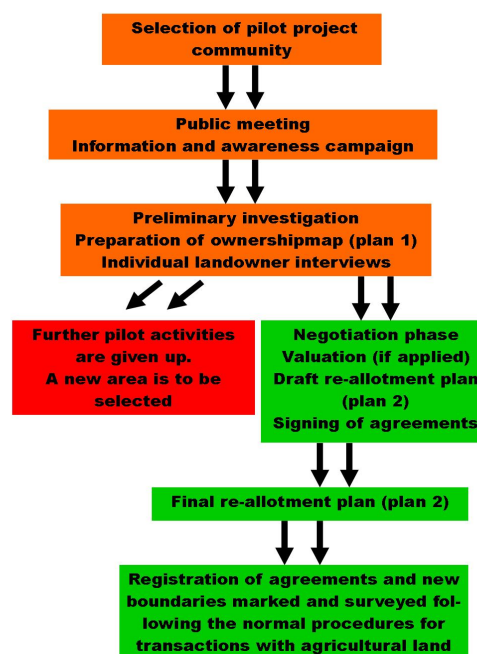 Selection of pilot project
community
Public meeting
Information and awareness campaign
Preliminary investigation
Preparation of ownershipmap (plan 1)
Individual landowner interviews
Further pilot activities
are given up.
A new area is to be
selected
Negotiation phase
Valuation (if applied)
Draft re-allotment plan
(plan 2)
Signing of agreements
Final re-allotment plan (plan 2)
Registration of agreements and new
boundaries marked and surveyed fol-
lowing the normal procedures for
transactions with agricultural land